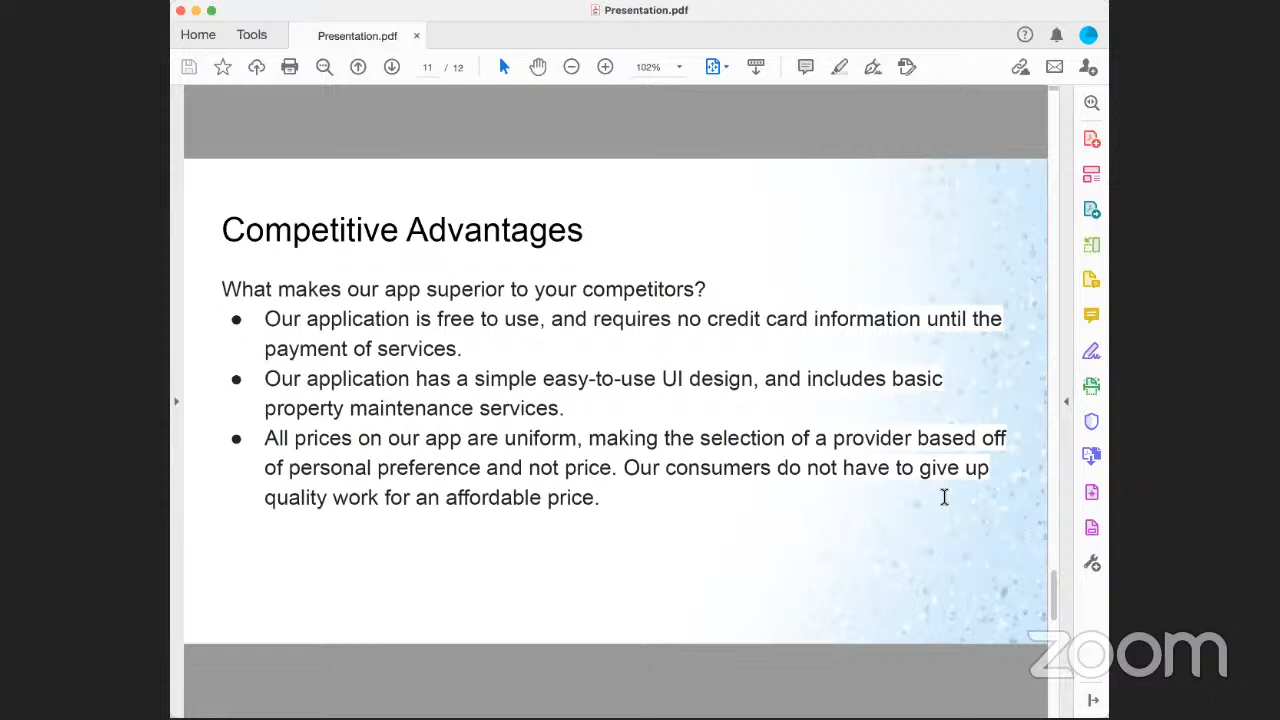 Presentation.pdf
Home
Tools
Presentation.pdf
11 / 12
102%
Competitive Advantages
What makes our app superior to your competitors?
● Our application is free to use, and requires no credit card information until the
payment of services.
● Our application has a simple easy-to-use UI design, and includes basic
property maintenance services.
● All prices on our app are uniform, making the selection of a provider based off
of personal preference and not price. Our consumers do not have to give up
quality work for an affordable price.
zoom